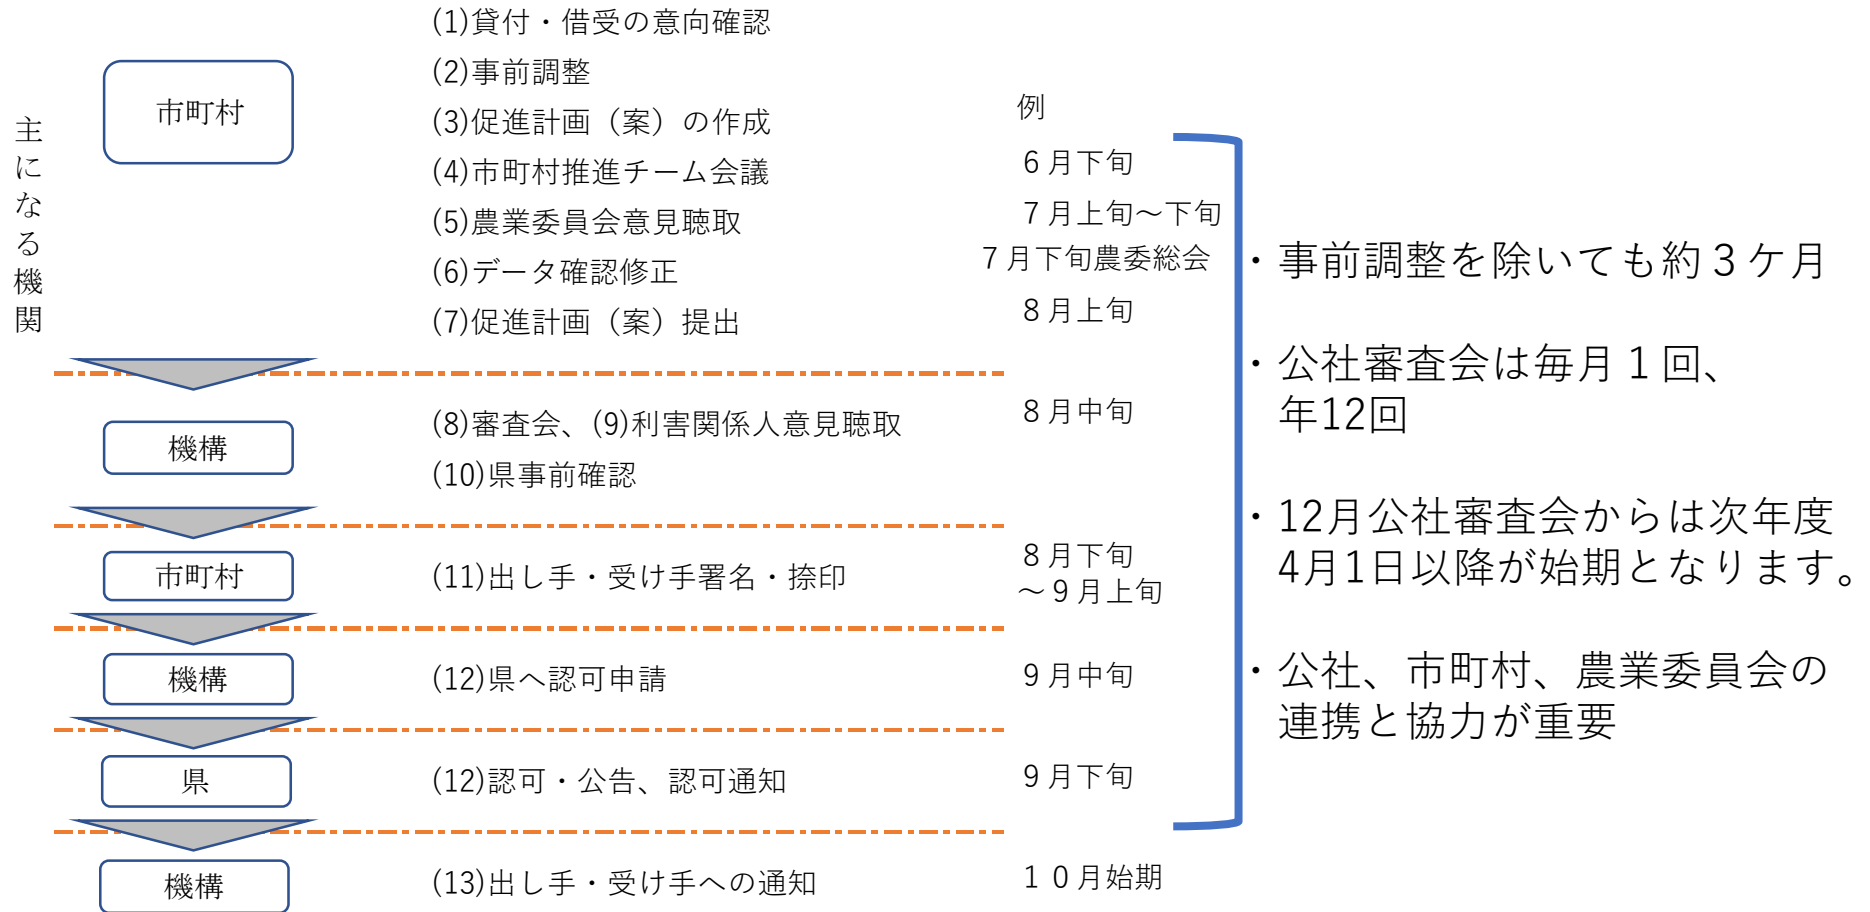 主になる機関
市町村
(1)貸付・借受の意向確認
(2)事前調整
(3)促進計画（案）の作成
(4)市町村推進チーム会議
(5)農業委員会意見聴取
(6)データ確認修正
(7)促進計画（案）提出
例
６月下旬
７月上旬～下旬
７月下旬農委総会
８月上旬
機構
(8)審査会、(9)利害関係人意見聴取
(10)県事前確認
８月中旬
市町村
(11)出し手・受け手署名・捺印
８月下旬
～９月上旬
機構
(12)県へ認可申請
９月中旬
県
(12)認可・公告、認可通知
９月下旬
機構
(13)出し手・受け手への通知
１０月始期
・事前調整を除いても約３ケ月
・公社審査会は毎月１回、
年12回
・12月公社審査会からは次年度
4月1日以降が始期となります。
・公社、市町村、農業委員会の
連携と協力が重要